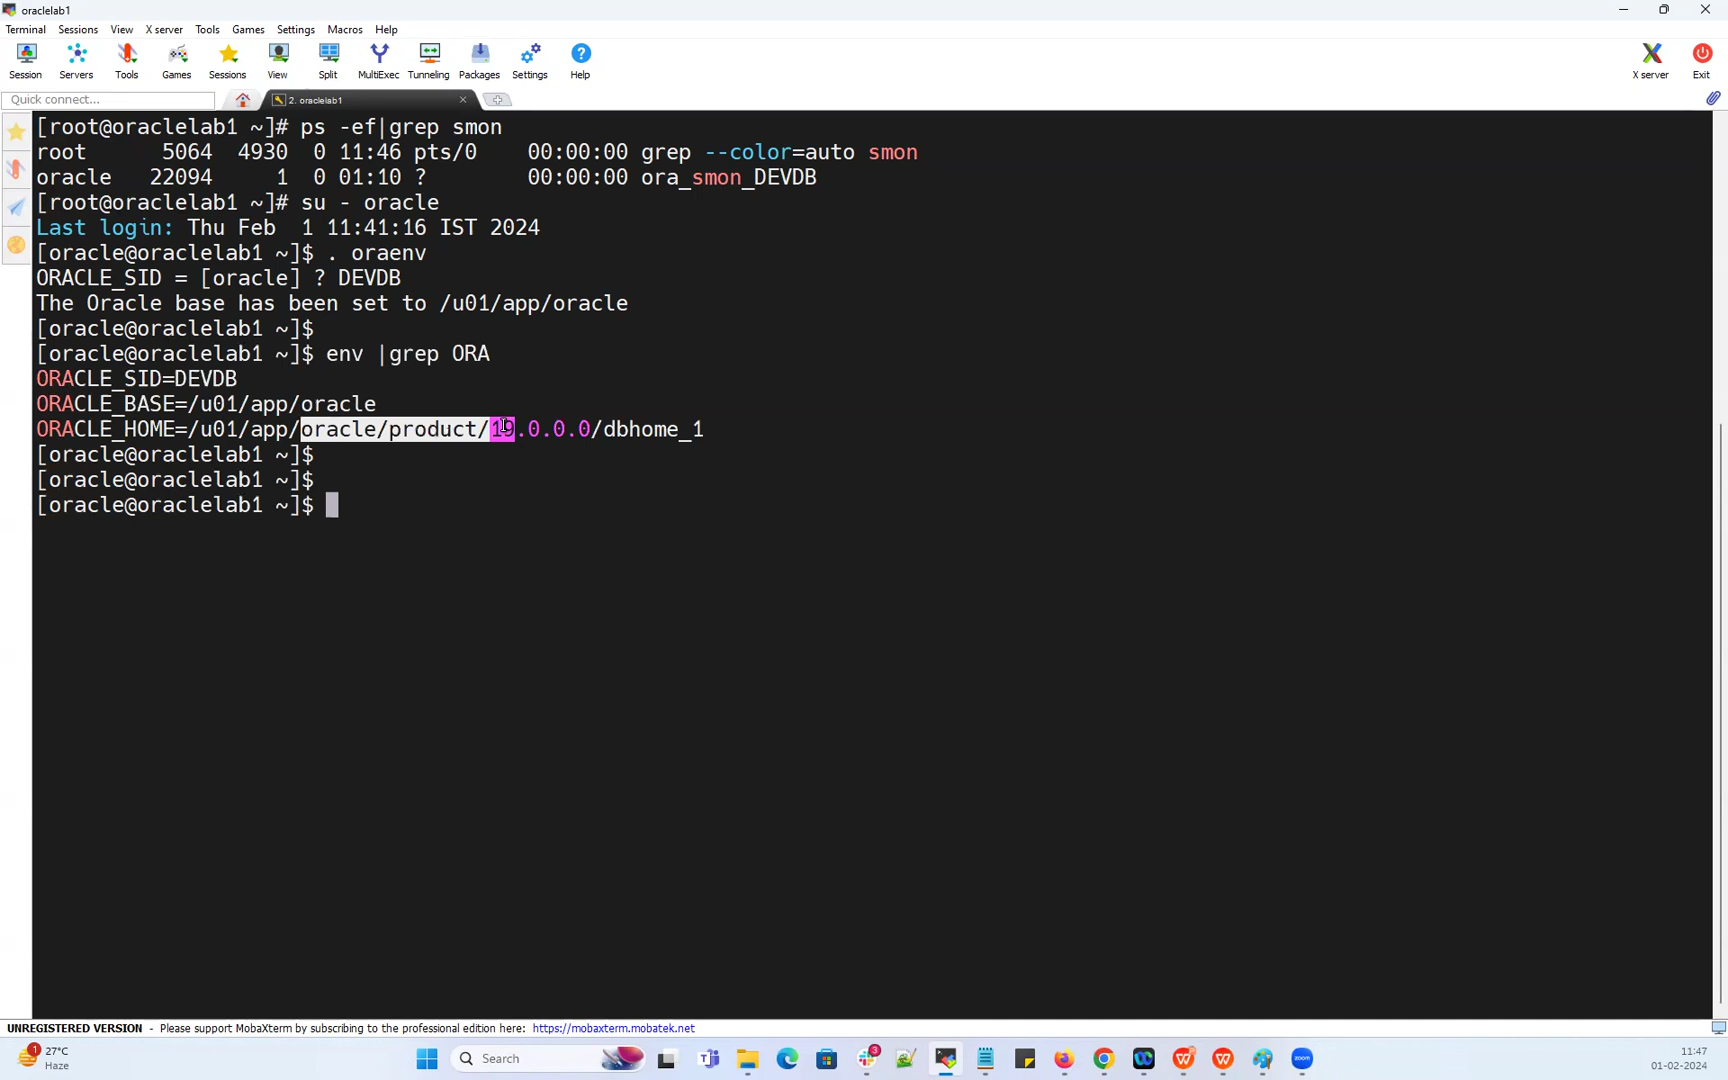 oraclelab1
Terminal Sessions View X server Tools Games Settings Macros Help
Session Servers Tools Games Sessions View Split MultiExec Tunneling Packages Settings Help X server Exit
Quick connect... 2. oraclelab1
[root@oraclelab1 ~]# ps -ef|grep smon
root 5064 4930 0 11:46 pts/0 00:00:00 grep --color=auto smon
oracle 22094 1 0 01:10 ? 00:00:00 ora_smon_DEVDB
[root@oraclelab1 ~]# su - oracle
Last login: Thu Feb 1 11:41:16 IST 2024
[oracle@oraclelab1 ~]$ . oraenv
ORACLE_SID = [oracle] ? DEVDB
The Oracle base has been set to /u01/app/oracle
[oracle@oraclelab1 ~]$
[oracle@oraclelab1 ~]$ env |grep ORA
ORACLE_SID=DEVDB
ORACLE_BASE=/u01/app/oracle
ORACLE_HOME=/u01/app/oracle/product/19.0.0.0/dbhome_1
[oracle@oraclelab1 ~]$
[oracle@oraclelab1 ~]$
[oracle@oraclelab1 ~]$
UNREGISTERED VERSION - Please support MobaXterm by subscribing to the professional edition here: https://mobaxterm.mobatek.net
1 27°C
Haze
Search
3
zoom
11:47
01-02-2024